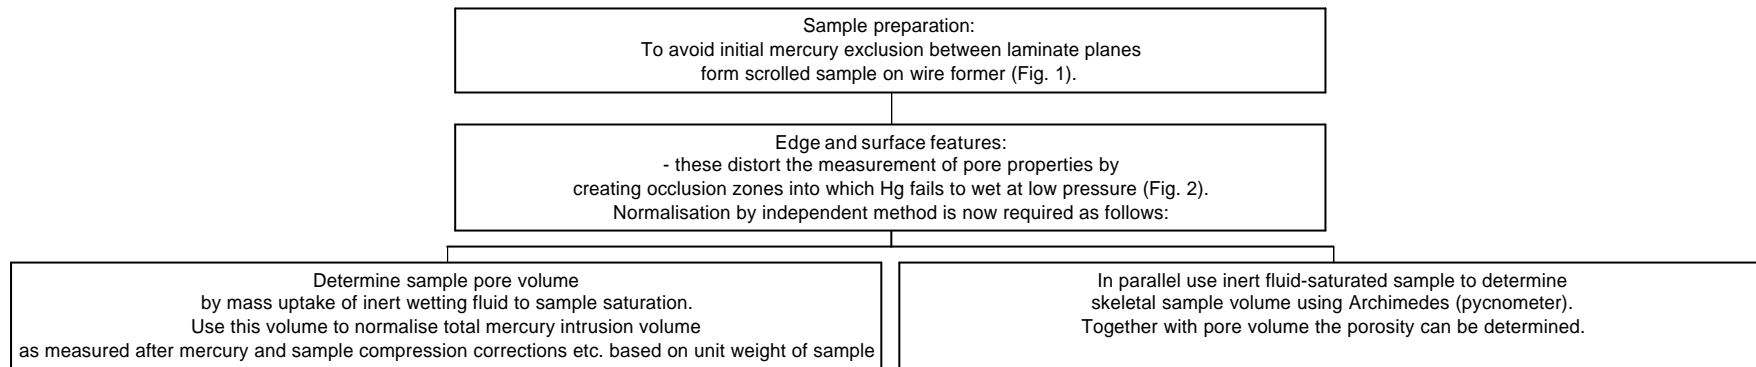 Sample preparation:
To avoid initial mercury exclusion between laminate planes
form scrolled sample on wire former (Fig. 1).
Edge and surface features:
- these distort the measurement of pore properties by
creating occlusion zones into which Hg fails to wet at low pressure (Fig. 2).
Normalisation by independent method is now required as follows:
Determine sample pore volume
by mass uptake of inert wetting fluid to sample saturation.
Use this volume to normalise total mercury intrusion volume
as measured after mercury and sample compression corrections etc. based on unit weight of sample
In parallel use inert fluid-saturated sample to determine
skeletal sample volume using Archimedes (pycnometer).
Together with pore volume the porosity can be determined.